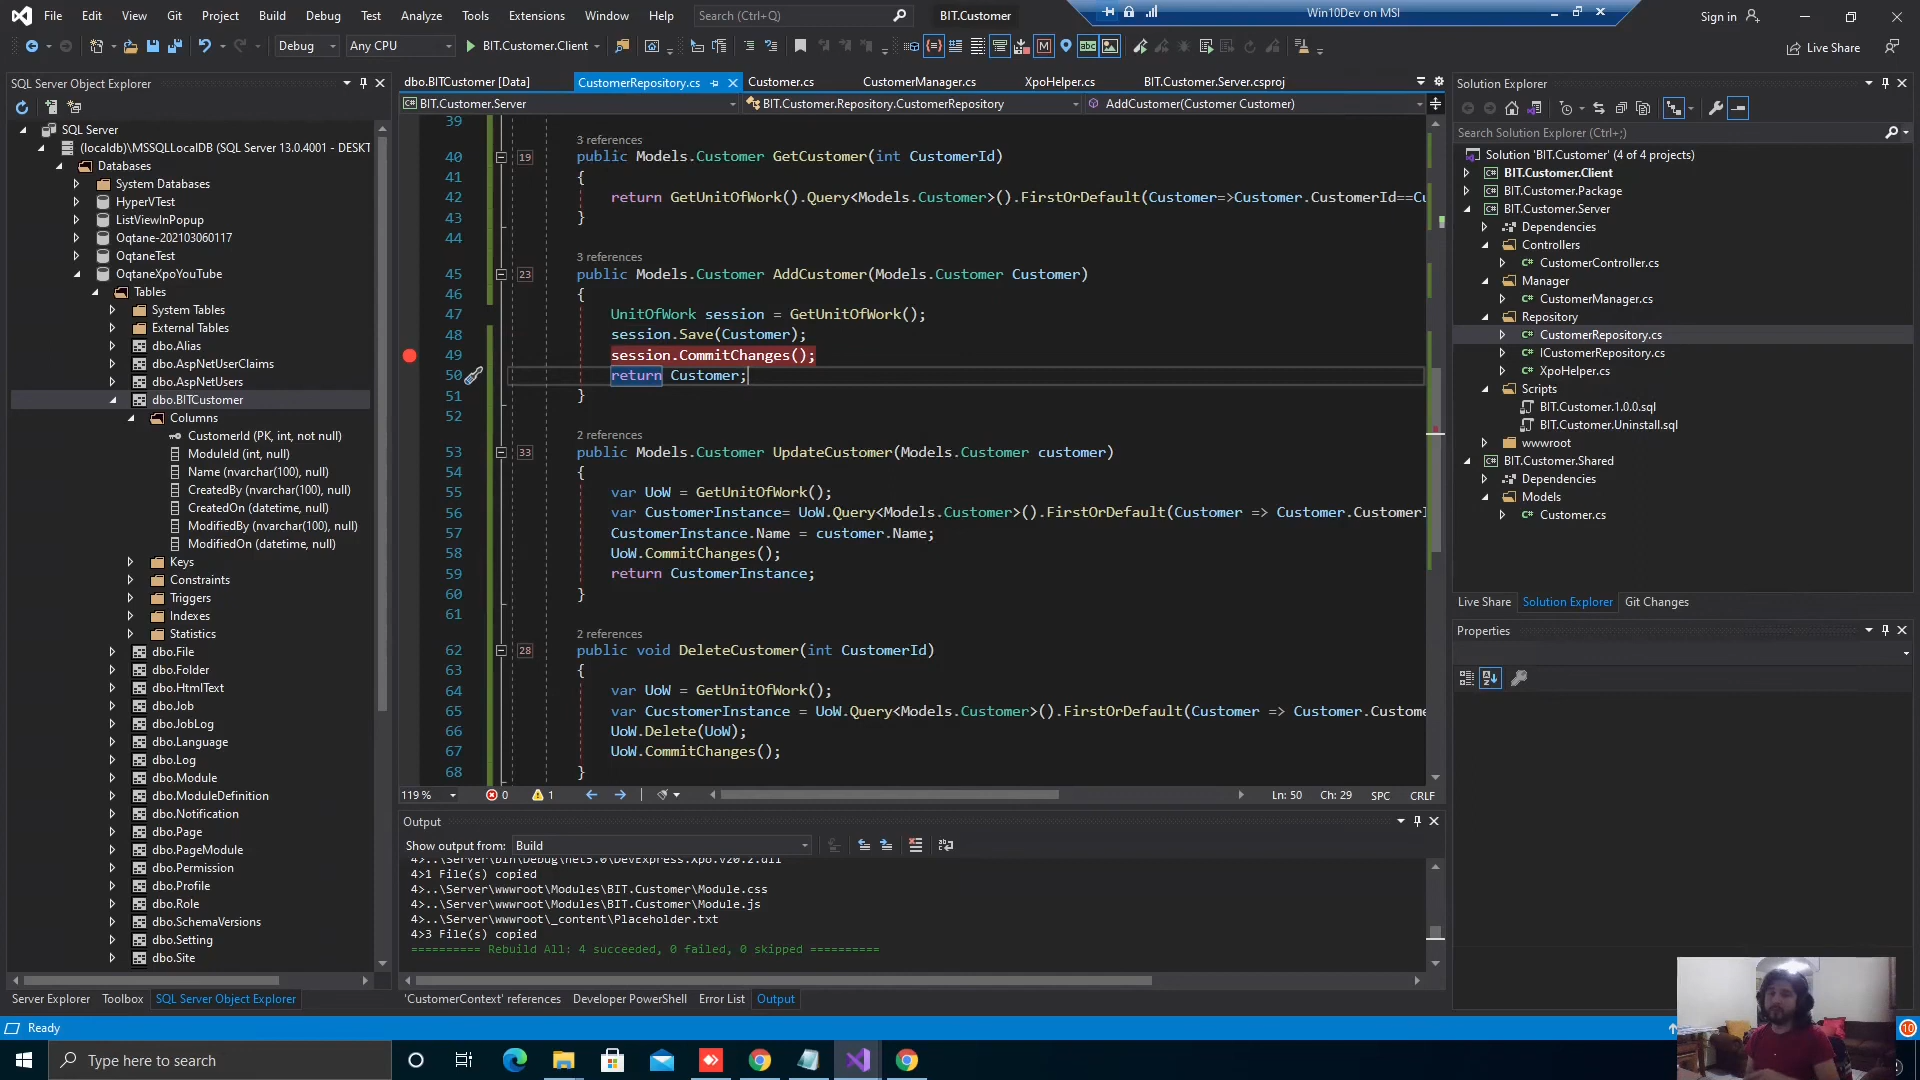 File Edit View Git Project Build Debug Test Analyze Tools Extensions Window Help Search (Ctrl+Q) BIT.Customer Win10Dev on MSI Sign in
Debug Any CPU BIT.Customer.Client Live Share
SQL Server Object Explorer
SQL Server
(localdb)\MSSQLLocalDB (SQL Server 13.0.4001 - DESKT
Databases
System Databases
HyperVTest
ListViewInPopup
Oqtane-202103060117
OqtaneTest
OqtaneXpoYouTube
Tables
System Tables
External Tables
dbo.Alias
dbo.AspNetUserClaims
dbo.AspNetUsers
dbo.BITCustomer
Columns
CustomerId (PK, int, not null)
ModuleId (int, null)
Name (nvarchar(100), null)
CreatedBy (nvarchar(100), null)
CreatedOn (datetime, null)
ModifiedBy (nvarchar(100), null)
ModifiedOn (datetime, null)
Keys
Constraints
Triggers
Indexes
Statistics
dbo.File
dbo.Folder
dbo.HtmlText
dbo.Job
dbo.JobLog
dbo.Language
dbo.Log
dbo.Module
dbo.ModuleDefinition
dbo.Notification
dbo.Page
dbo.PageModule
dbo.Permission
dbo.Profile
dbo.Role
dbo.SchemaVersions
dbo.Setting
dbo.Site
Server Explorer Toolbox SQL Server Object Explorer
dbo.BITCustomer [Data] CustomerRepository.cs Customer.cs CustomerManager.cs XpoHelper.cs BIT.Customer.Server.csproj
BIT.Customer.Server BIT.Customer.Repository.CustomerRepository AddCustomer(Customer Customer)
39
3 references
40 19 public Models.Customer GetCustomer(int CustomerId)
41 {
42 return GetUnitOfWork().Query<Models.Customer>().FirstOrDefault(Customer=>Customer.CustomerId==Cu
43 }
44
3 references
45 23 public Models.Customer AddCustomer(Models.Customer Customer)
46 {
47 UnitOfWork session = GetUnitOfWork();
48 session.Save(Customer);
49 session.CommitChanges();
50 return Customer;
51 }
52
2 references
53 33 public Models.Customer UpdateCustomer(Models.Customer customer)
54 {
55 var UoW = GetUnitOfWork();
56 var CustomerInstance= UoW.Query<Models.Customer>().FirstOrDefault(Customer => Customer.CustomerI
57 CustomerInstance.Name = customer.Name;
58 UoW.CommitChanges();
59 return CustomerInstance;
60 }
61
2 references
62 28 public void DeleteCustomer(int CustomerId)
63 {
64 var UoW = GetUnitOfWork();
65 var CucstomerInstance = UoW.Query<Models.Customer>().FirstOrDefault(Customer => Customer.Custome
66 UoW.Delete(UoW);
67 UoW.CommitChanges();
68 }
119 % 0 1 Ln: 50 Ch: 29 SPC CRLF
Output
Show output from: Build
4>..\Server\bin\Debug\net5.0\DevExpress.Xpo.v20.2.dll
4>1 File(s) copied
4>..\Server\wwwroot\Modules\BIT.Customer\Module.css
4>..\Server\wwwroot\Modules\BIT.Customer\Module.js
4>..\Server\wwwroot\_content\Placeholder.txt
4>3 File(s) copied
========== Rebuild All: 4 succeeded, 0 failed, 0 skipped ==========
'CustomerContext' references Developer PowerShell Error List Output
Solution Explorer
Search Solution Explorer (Ctrl+;)
Solution 'BIT.Customer' (4 of 4 projects)
BIT.Customer.Client
BIT.Customer.Package
BIT.Customer.Server
Dependencies
Controllers
C# CustomerController.cs
Manager
C# CustomerManager.cs
Repository
C# CustomerRepository.cs
C# ICustomerRepository.cs
C# XpoHelper.cs
Scripts
BIT.Customer.1.0.0.sql
BIT.Customer.Uninstall.sql
wwwroot
BIT.Customer.Shared
Dependencies
Models
C# Customer.cs
Live Share Solution Explorer Git Changes
Properties
Ready
10
Type here to search